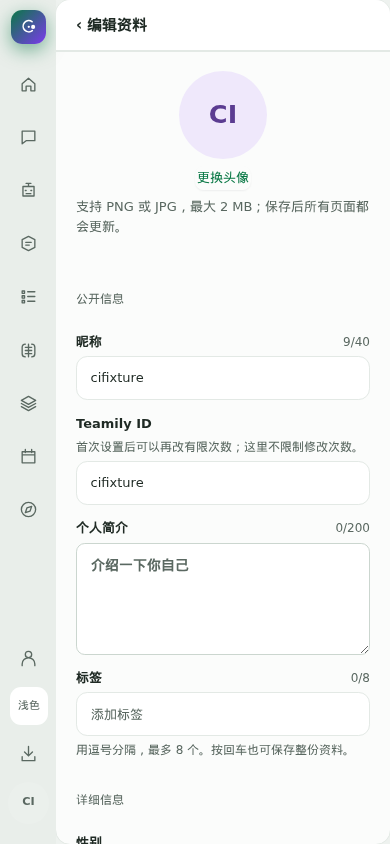 ‹ 编辑资料
CI
更换头像
支持 PNG 或 JPG，最大 2 MB；保存后所有页面都
会更新。
公开信息
昵称 9/40
cifixture
Teamily ID
首次设置后可以再改有限次数；这里不限制修改次数。
cifixture
个人简介 0/200
介绍一下你自己
标签 0/8
添加标签
用逗号分隔，最多 8 个。按回车也可保存整份资料。
详细信息
性别
浅色
CI